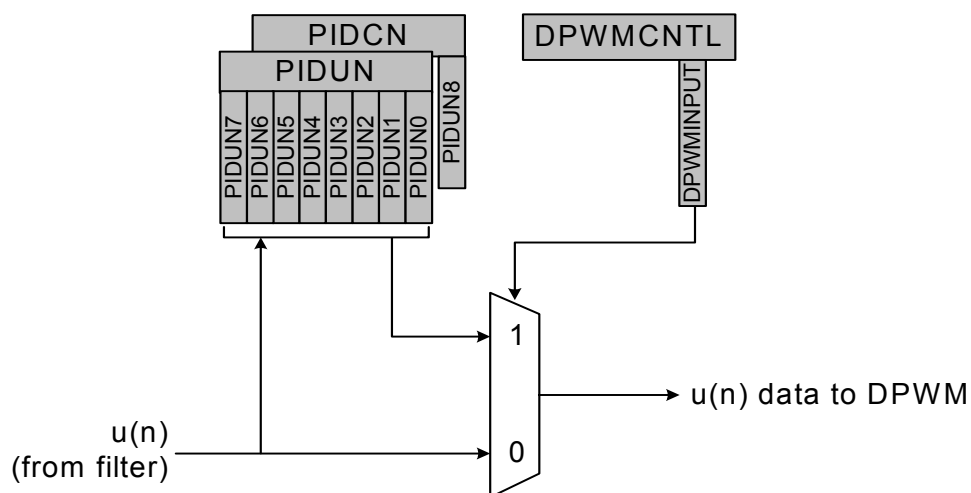 PIDCN
DPWMCNTL
PIDUN
PIDUN7
PIDUN6
PIDUN5
PIDUN4
PIDUN3
PIDUN2
PIDUN1
PIDUN0
PIDUN8
DPWMINPUT
1
u(n) data to DPWM
u(n)
(from filter)
0